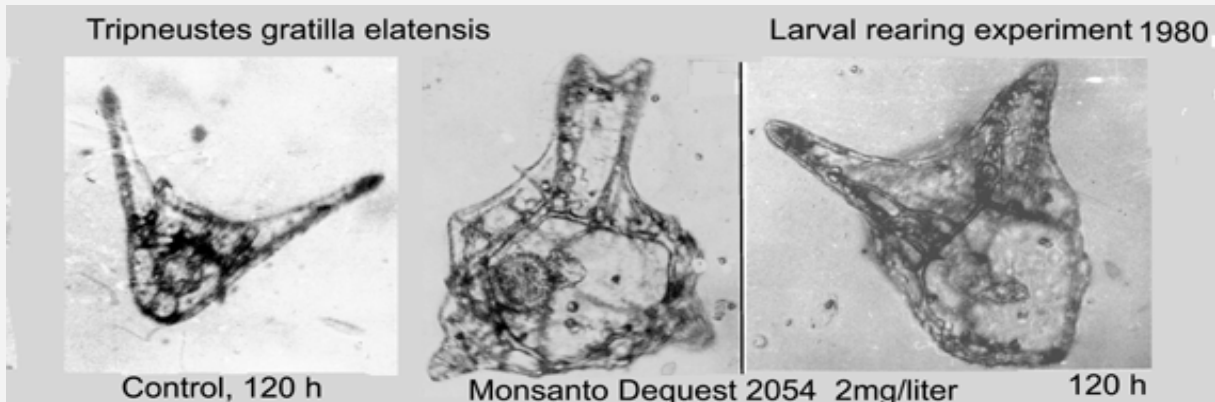 Tripneustes gratilla elatensis
Larval rearing experiment 1980
Control, 120 h
Monsanto Dequest 2054 2mg/liter
120 h